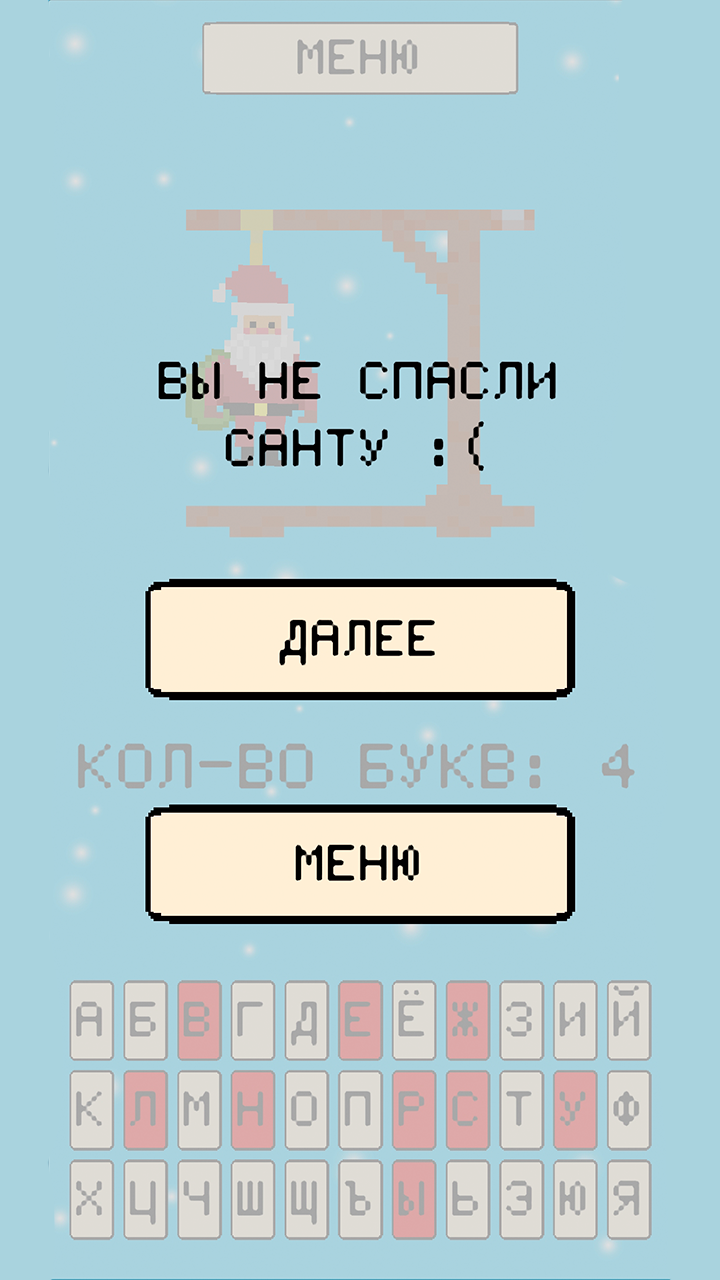 МЕНЮ
ВЫ НЕ СПАСЛИ
САНТУ :(
ДАЛЕЕ
КОЛ-ВО БУКВ: 4
МЕНЮ
А Б В Г Д Е Ё Ж З И Й
К Л М Н О П Р С Т У Ф
Х Ц Ч Ш Щ Ъ Ы Ь Э Ю Я